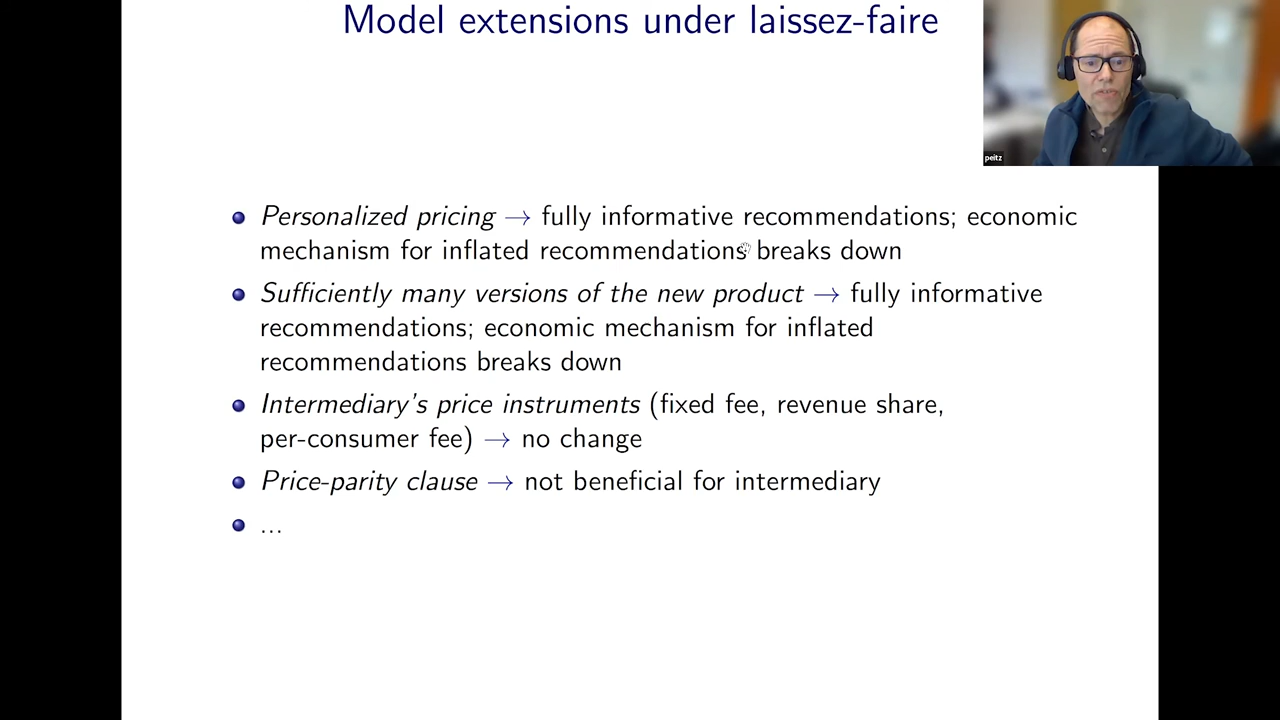 Model extensions under laissez-faire
peitz
Personalized pricing → fully informative recommendations; economic
mechanism for inflated recommendations breaks down
Sufficiently many versions of the new product → fully informative
recommendations; economic mechanism for inflated
recommendations breaks down
Intermediary's price instruments (fixed fee, revenue share,
per-consumer fee) → no change
Price-parity clause → not beneficial for intermediary
...